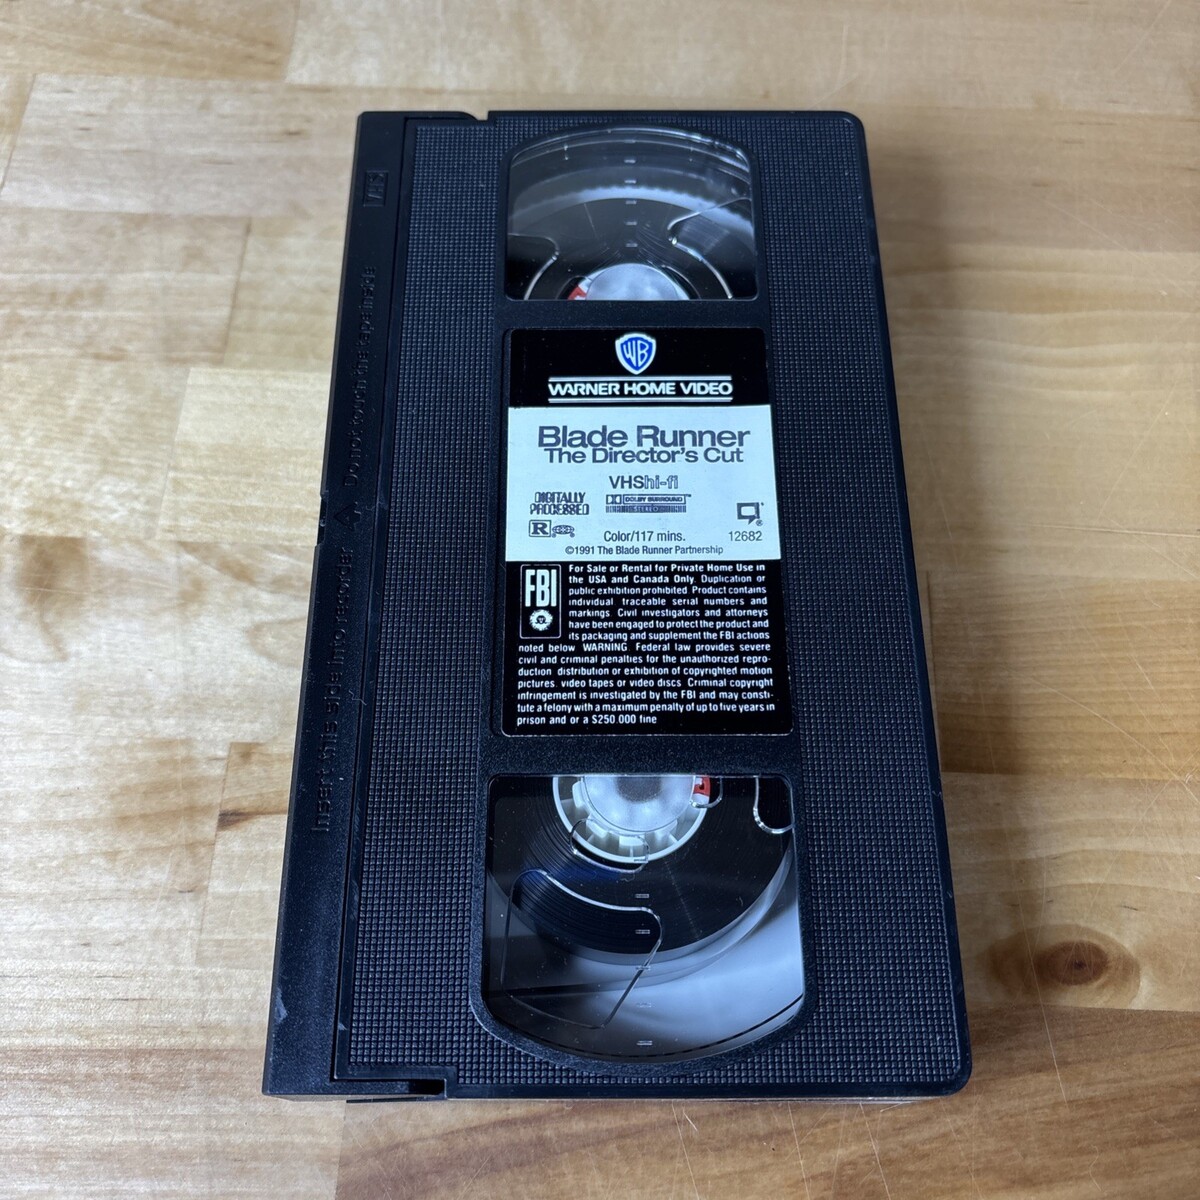 VHS
Do not touch the tape inside
Insert this side into recorder
WB
WARNER HOME VIDEO
Blade Runner
The Director's Cut
VHS hi-fi
DIGITALLY
PROCESSED
DOLBY SURROUND
STEREO
R
Color/117 mins.
12682
©1991 The Blade Runner Partnership
FBI
For Sale or Rental for Private Home Use in
the USA and Canada Only. Duplication or
public exhibition prohibited. Product contains
individual traceable serial numbers and
markings. Civil investigators and attorneys
have been engaged to protect the product and
its packaging and supplement the FBI actions
noted below. WARNING. Federal law provides severe
civil and criminal penalties for the unauthorized repro-
duction, distribution or exhibition of copyrighted motion
pictures, video tapes or video discs. Criminal copyright
infringement is investigated by the FBI and may consti-
tute a felony with a maximum penalty of up to five years in
prison and or a $250,000 fine